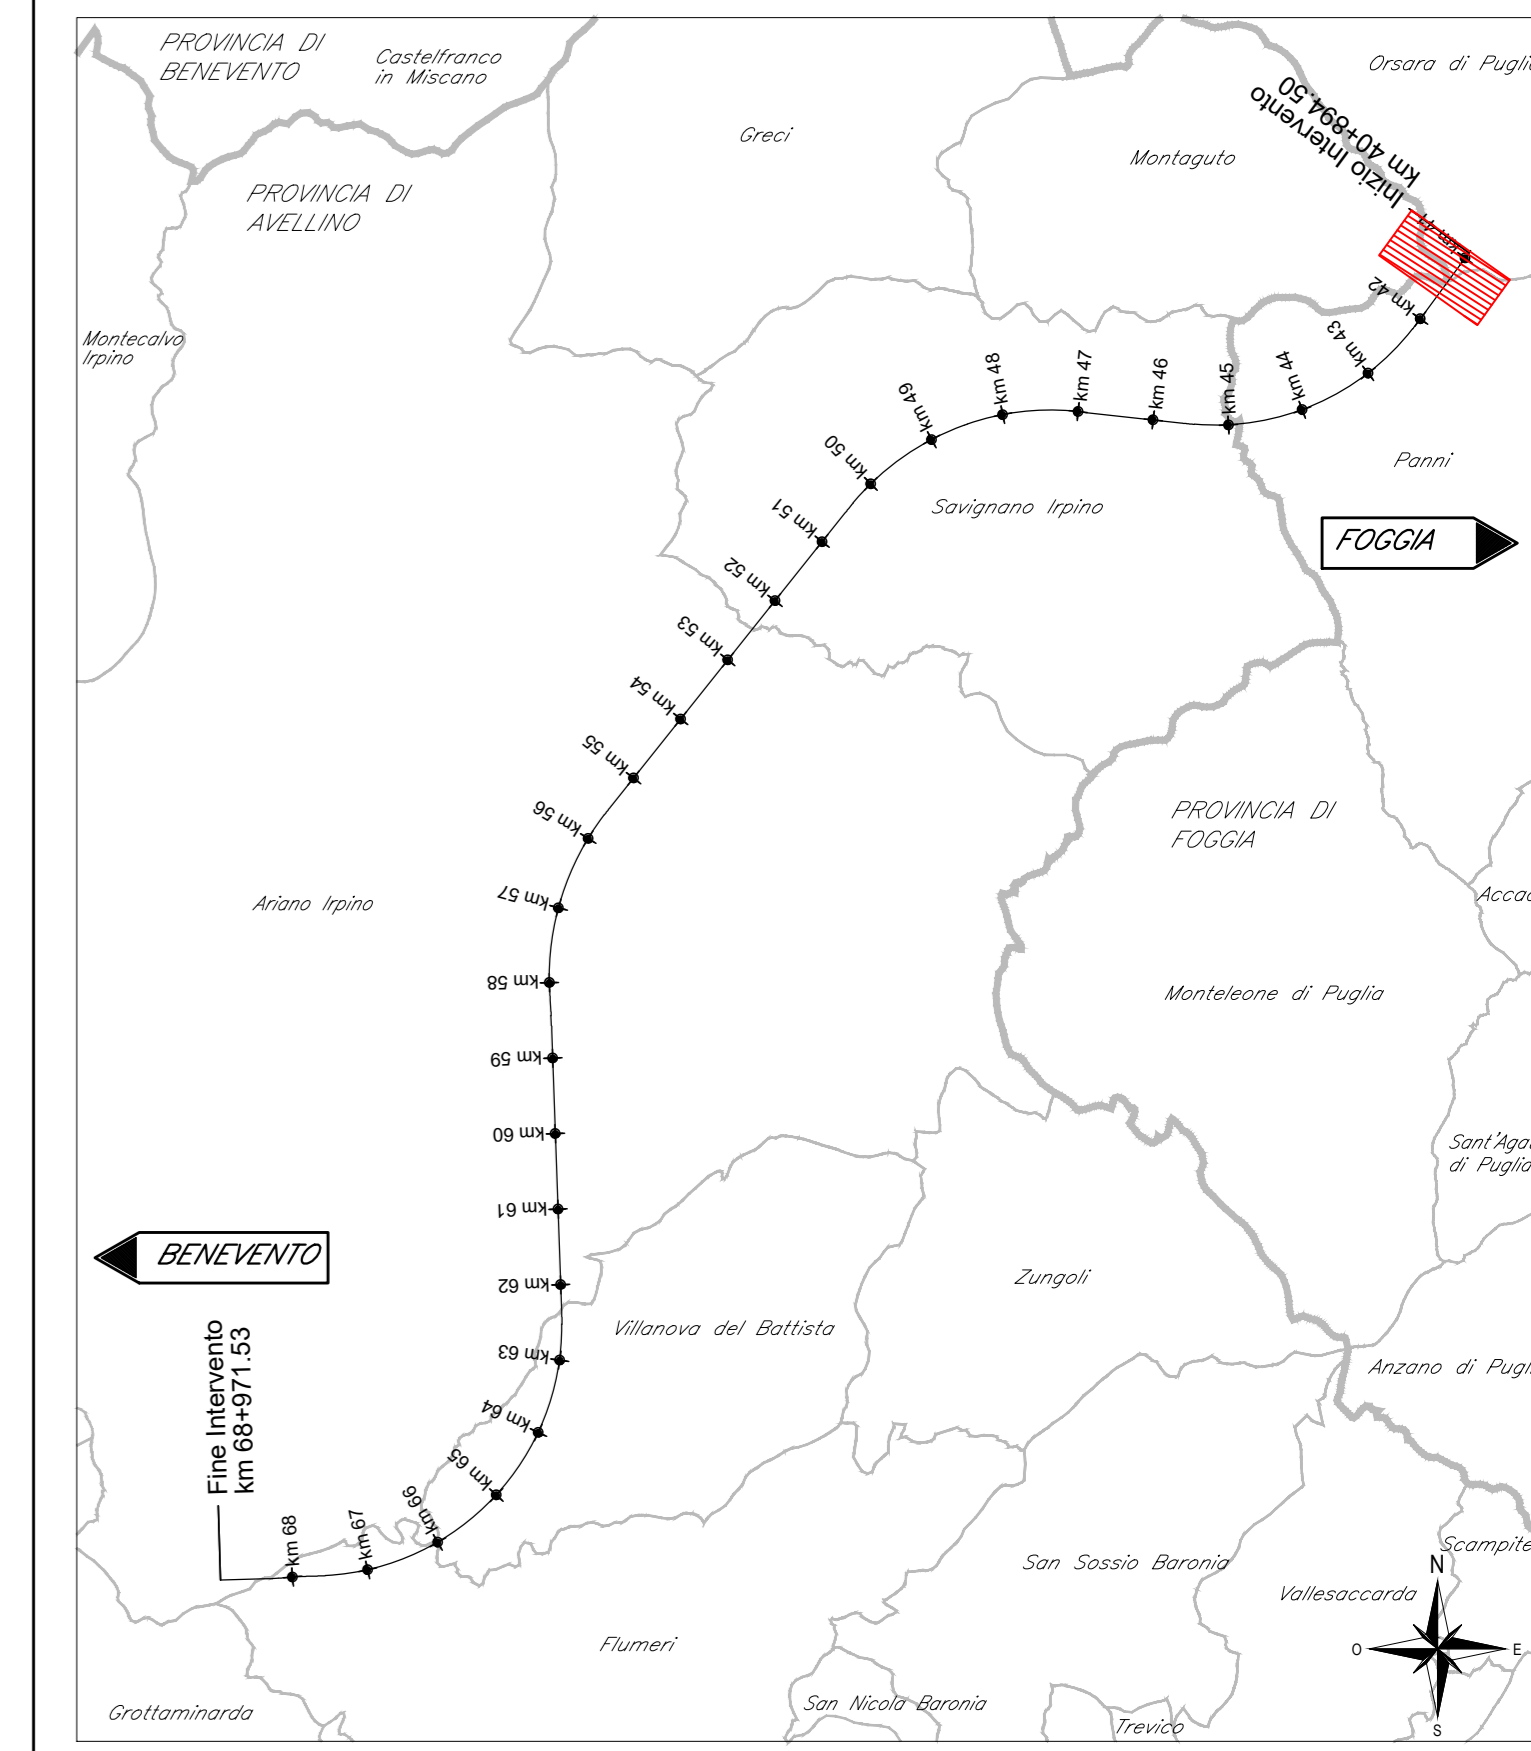 PROVINCIA DI
BENEVENTO
Castelfranco
in Miscano
Orsara di Puglia
Greci
Montaguto
Inizio Intervento
km 40+894.50
PROVINCIA DI
AVELLINO
km 41
km 42
km 43
km 44
km 45
km 46
km 47
km 48
km 49
km 50
km 51
km 52
km 53
km 54
km 55
km 56
km 57
km 58
km 59
km 60
km 61
km 62
km 63
km 64
km 65
km 66
km 67
km 68
Montecalvo
Irpino
Panni
Savignano Irpino
FOGGIA
PROVINCIA DI
FOGGIA
Ariano Irpino
Accad
Monteleone di Puglia
Sant'Aga
di Puglia
BENEVENTO
Zungoli
Villanova del Battista
Fine Intervento
km 68+971.53
Anzano di Pugl
San Sossio Baronia
Scampite
Vallesaccarda
N
O
E
S
Flumeri
San Nicola Baronia
Grottaminarda
Trevico